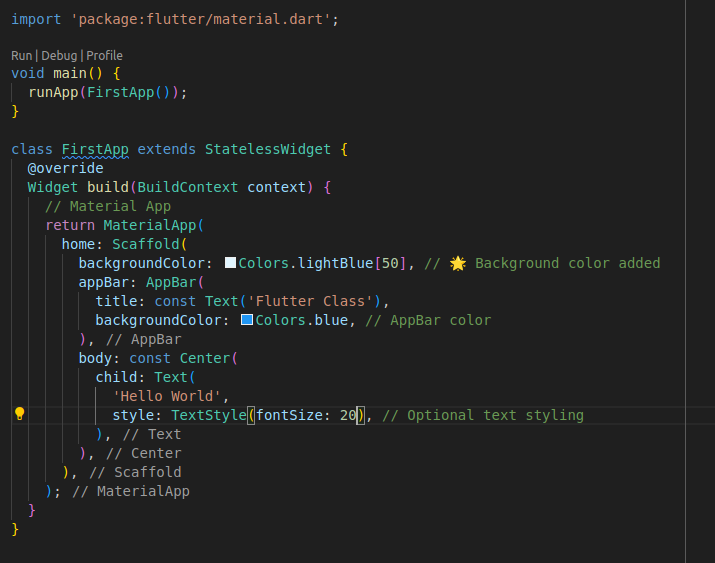 import 'package:flutter/material.dart';
Run | Debug | Profile
void main() {
  runApp(FirstApp());
}
class FirstApp extends StatelessWidget {
  @override
  Widget build(BuildContext context) {
    // Material App
    return MaterialApp(
      home: Scaffold(
        backgroundColor: Colors.lightBlue[50], // 🌟 Background color added
        appBar: AppBar(
          title: const Text('Flutter Class'),
          backgroundColor: Colors.blue, // AppBar color
        ), // AppBar
        body: const Center(
          child: Text(
            'Hello World',
            style: TextStyle(fontSize: 20), // Optional text styling
          ), // Text
        ), // Center
      ), // Scaffold
    ); // MaterialApp
  }
}